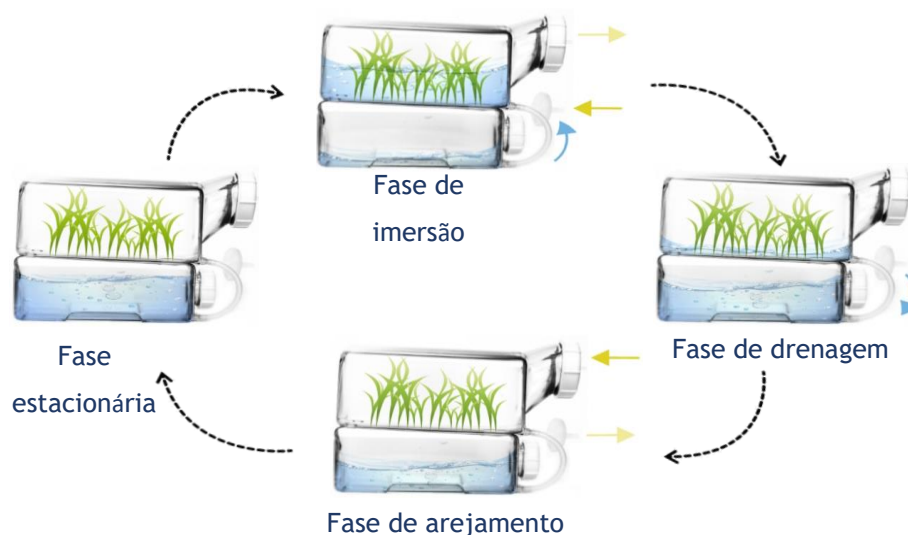 Fase de
imersão
Fase de drenagem
Fase
estacionária
Fase de arejamento